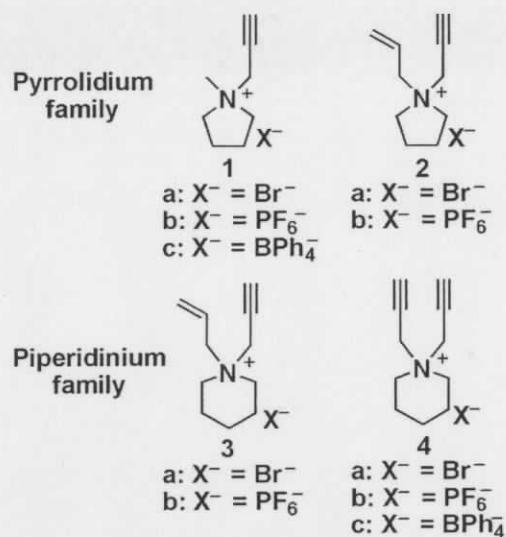 Pyrrolidium
family
N
+
X⁻
1
a: X⁻ = Br⁻
b: X⁻ = PF₆⁻
c: X⁻ = BPh₄⁻
N
+
X⁻
2
a: X⁻ = Br⁻
b: X⁻ = PF₆⁻
Piperidinium
family
N
+
X⁻
3
a: X⁻ = Br⁻
b: X⁻ = PF₆⁻
N
+
X⁻
4
a: X⁻ = Br⁻
b: X⁻ = PF₆⁻
c: X⁻ = BPh₄⁻